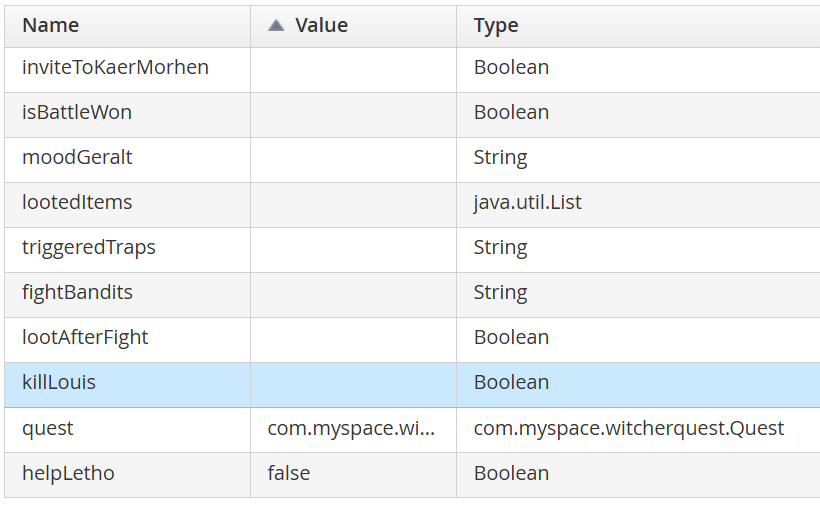 Name Value Type
inviteToKaerMorhen Boolean
isBattleWon Boolean
moodGeralt String
lootedItems java.util.List
triggeredTraps String
fightBandits String
lootAfterFight Boolean
killLouis Boolean
quest com.myspace.wi... com.myspace.witcherquest.Quest
helpLetho false Boolean